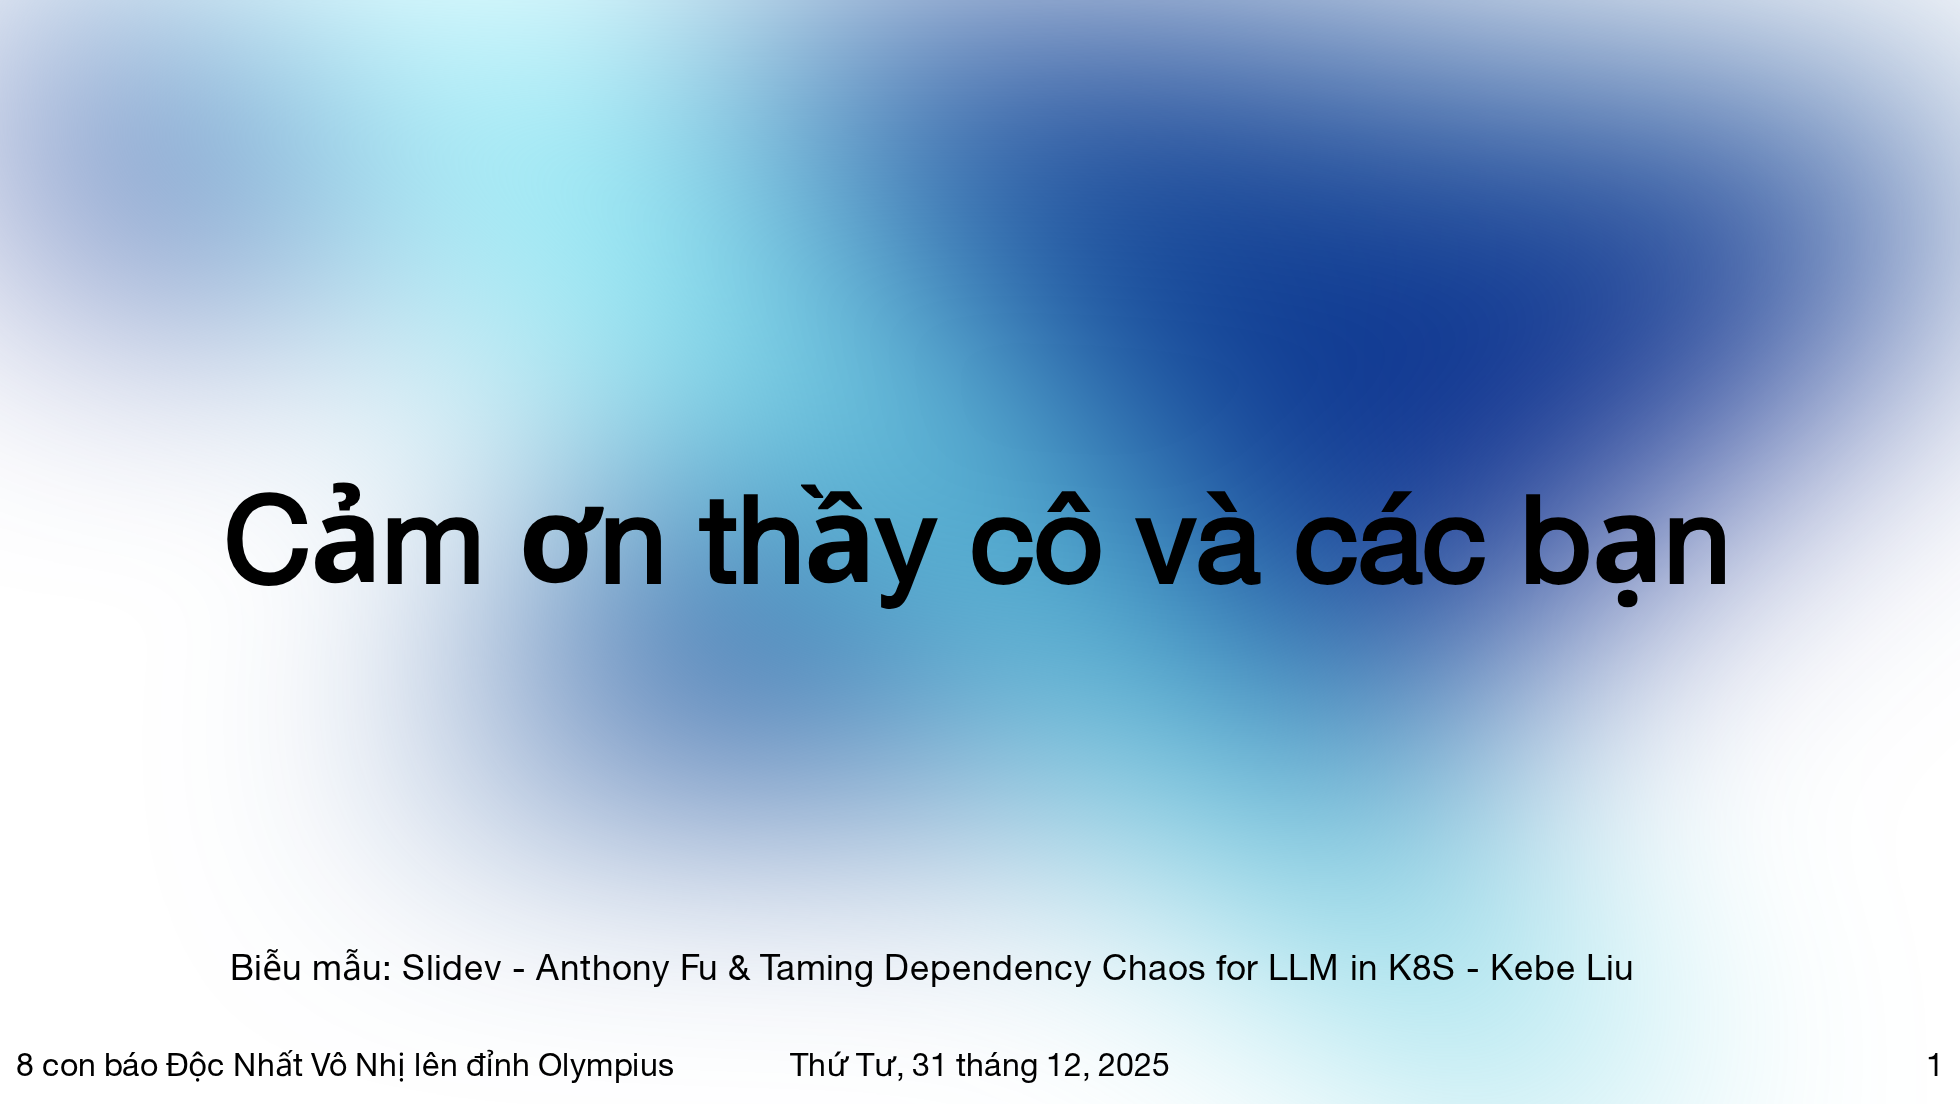 Cảm ơn thầy cô và các bạn
Biễu mẫu: Slidev - Anthony Fu & Taming Dependency Chaos for LLM in K8S - Kebe Liu
8 con báo Độc Nhất Vô Nhị lên đỉnh Olympius
Thứ Tư, 31 tháng 12, 2025
1